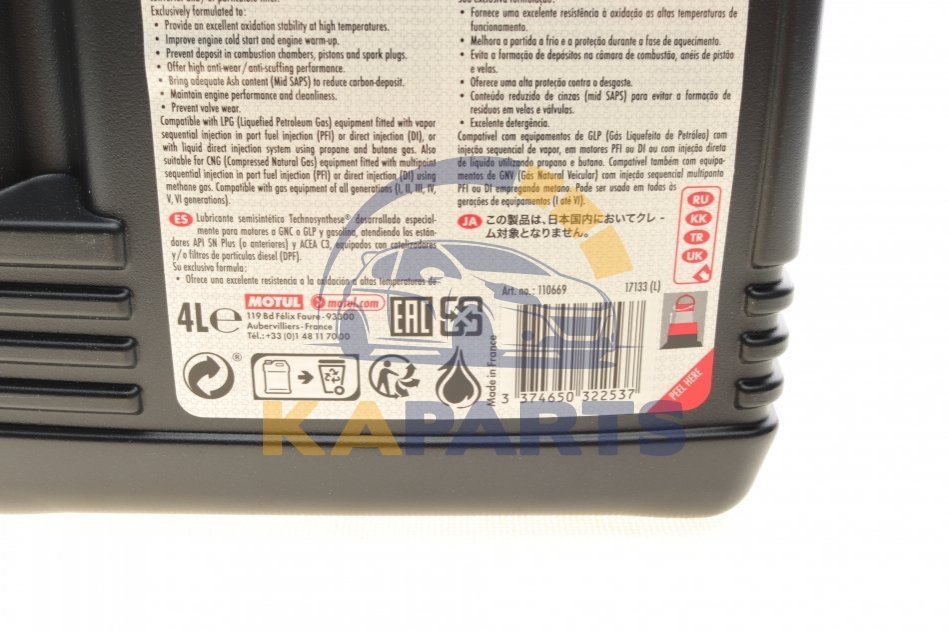 Exclusively formulated to:
• Provide an excellent oxidation stability at high temperatures.
• Improve engine cold start and engine warm-up.
• Prevent deposit in combustion chambers, pistons and spark plugs.
• Offer high anti-wear/anti-scuffing performance.
• Bring adequate Ash content (Mid SAPS) to reduce carbon-deposit.
• Maintain engine performance and cleanliness.
• Prevent valve wear.
Compatible with LPG (Liquefied Petroleum Gas) equipment fitted with vapor
sequential injection in port fuel injection (PFI) or direct injection (DI), or
with liquid direct injection system using propane and butane gas. Also
suitable for CNG (Compressed Natural Gas) equipment fitted with multipoint
sequential injection in port fuel injection (PFI) or direct injection (DI) using
methane gas. Compatible with gas equipment of all generations (I, II, III, IV,
V, VI generations).
ES Lubricante semisintético Technosynthese® desarrollado especial-
mente para motores a GNC o GLP y gasolina, atendiendo los están-
dares API SN Plus (o anteriores) y ACEA C3, equipados con catalizadores
y/o filtros de partículas diesel (DPF).
Su exclusiva formula :
• Ofrece una excelente resistencia a la oxidación a altas temperaturas de
• Fornece uma excelente resistência à oxidação as altas temperaturas de
funcionamento.
• Melhora a partida a frio e a proteção durante a fase de aquecimento.
• Evita a formação de depósitos na câmara de combustão, anéis de pistão
e velas.
• Oferece uma alta proteção contra o desgaste.
• Conteúdo reduzido de cinzas (mid SAPS) para evitar a formação de
resíduos em velas e válvulas.
• Excelente detergência.
Compatível com equipamentos de GLP (Gás Liquefeito de Petróleo) com
injeção sequencial de vapor, em motores PFI ou DI ou com injeção direta
de líquido utilizando propano e butano. Compatível também com equipa-
mentos de GNV (Gás Natural Veicular) com injeção sequencial multiponto
PFI ou DI empregando metano. Pode ser usado em todas às
gerações de equipamentos (I até VI).
JA この製品は、日本国内においてクレー
ム対象となりません。
RU
KK
TR
UK
Art. no. : 110669
17133 (L)
4L℮
MOTUL motul.com
119 Bd Félix Faure - 93300
Aubervilliers - France
Tél.: +33 (0)1 48 11 70 00
EAC
®
Made in France
3 374650 322537
PEEL HERE
KAPARTS